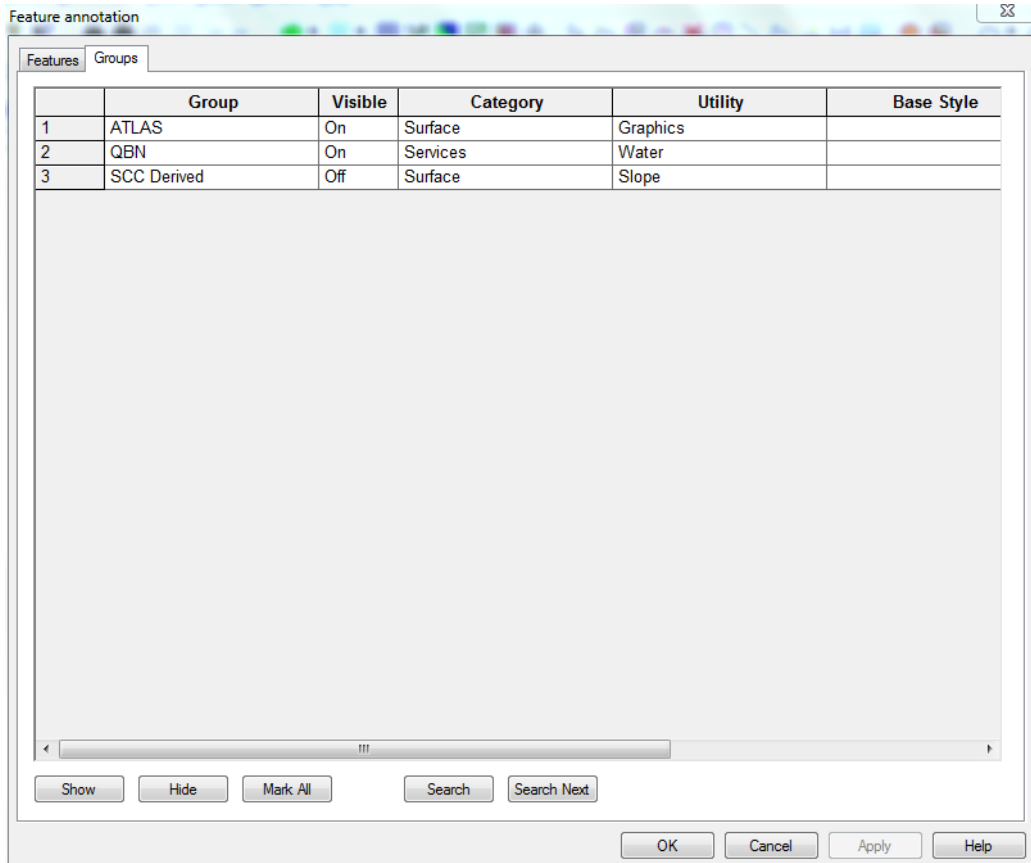 Feature annotation
Features Groups
Group Visible Category Utility Base Style
1 ATLAS On Surface Graphics
2 QBN On Services Water
3 SCC Derived Off Surface Slope
Show Hide Mark All Search Search Next
OK Cancel Apply Help